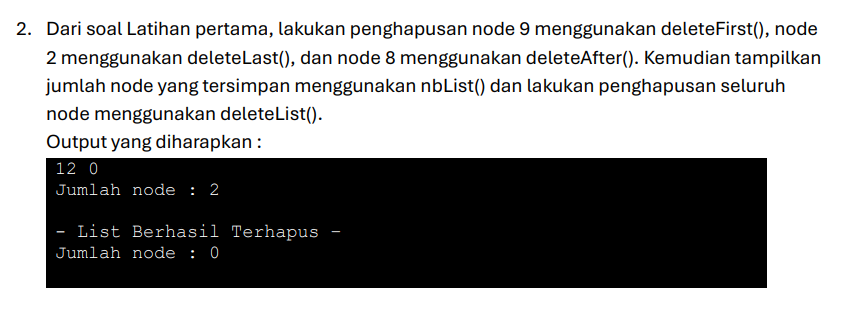 2. Dari soal Latihan pertama, lakukan penghapusan node 9 menggunakan deleteFirst(), node
2 menggunakan deleteLast(), dan node 8 menggunakan deleteAfter(). Kemudian tampilkan
jumlah node yang tersimpan menggunakan nbList() dan lakukan penghapusan seluruh
node menggunakan deleteList().
Output yang diharapkan :
12 0
Jumlah node : 2
- List Berhasil Terhapus -
Jumlah node : 0